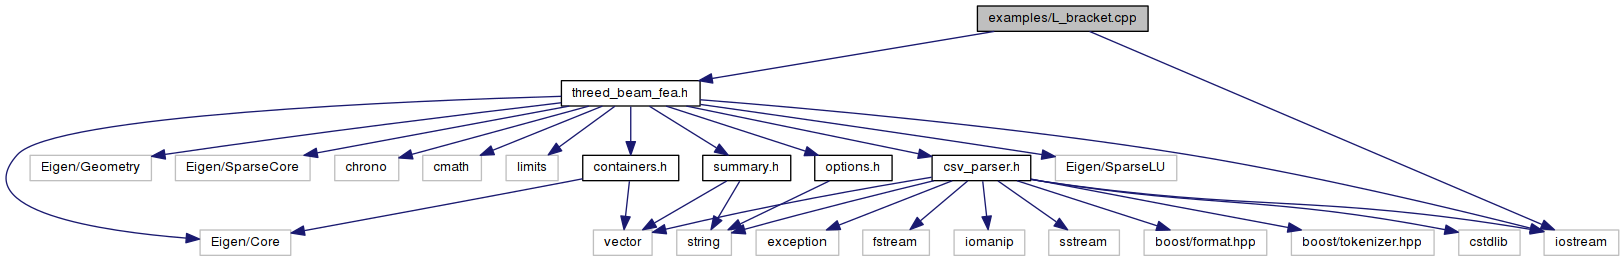 examples/L_bracket.cpp
threed_beam_fea.h
Eigen/Geometry
Eigen/SparseCore
chrono
cmath
limits
containers.h
summary.h
options.h
csv_parser.h
Eigen/SparseLU
Eigen/Core
vector
string
exception
fstream
iomanip
sstream
boost/format.hpp
boost/tokenizer.hpp
cstdlib
iostream